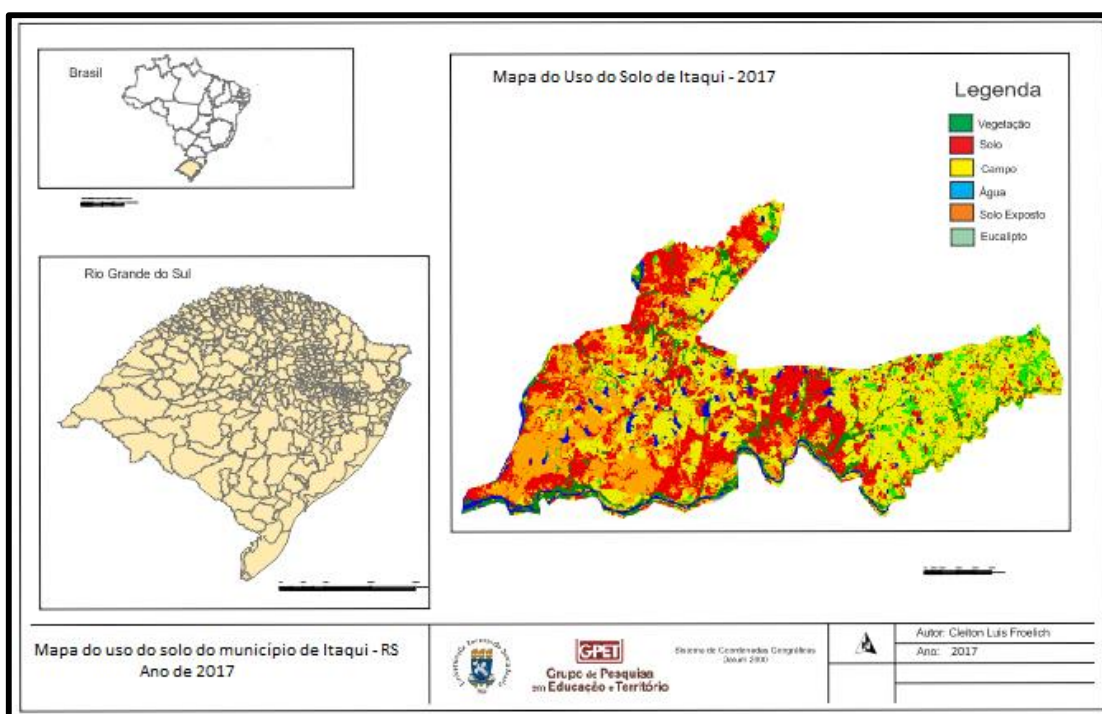 Brasil
Rio Grande do Sul
Mapa do Uso do Solo de Itaqui - 2017
Legenda
Vegetação
Solo
Campo
Água
Solo Exposto
Eucalipto
Mapa do uso do solo do município de Itaqui - RS
Ano de 2017
GPET
Grupo de Pesquisa
em Educação e Território
Sistema de Coordenadas Geográficas
Datum 2000
Autor: Cleiton Luis Froelich
Ano: 2017